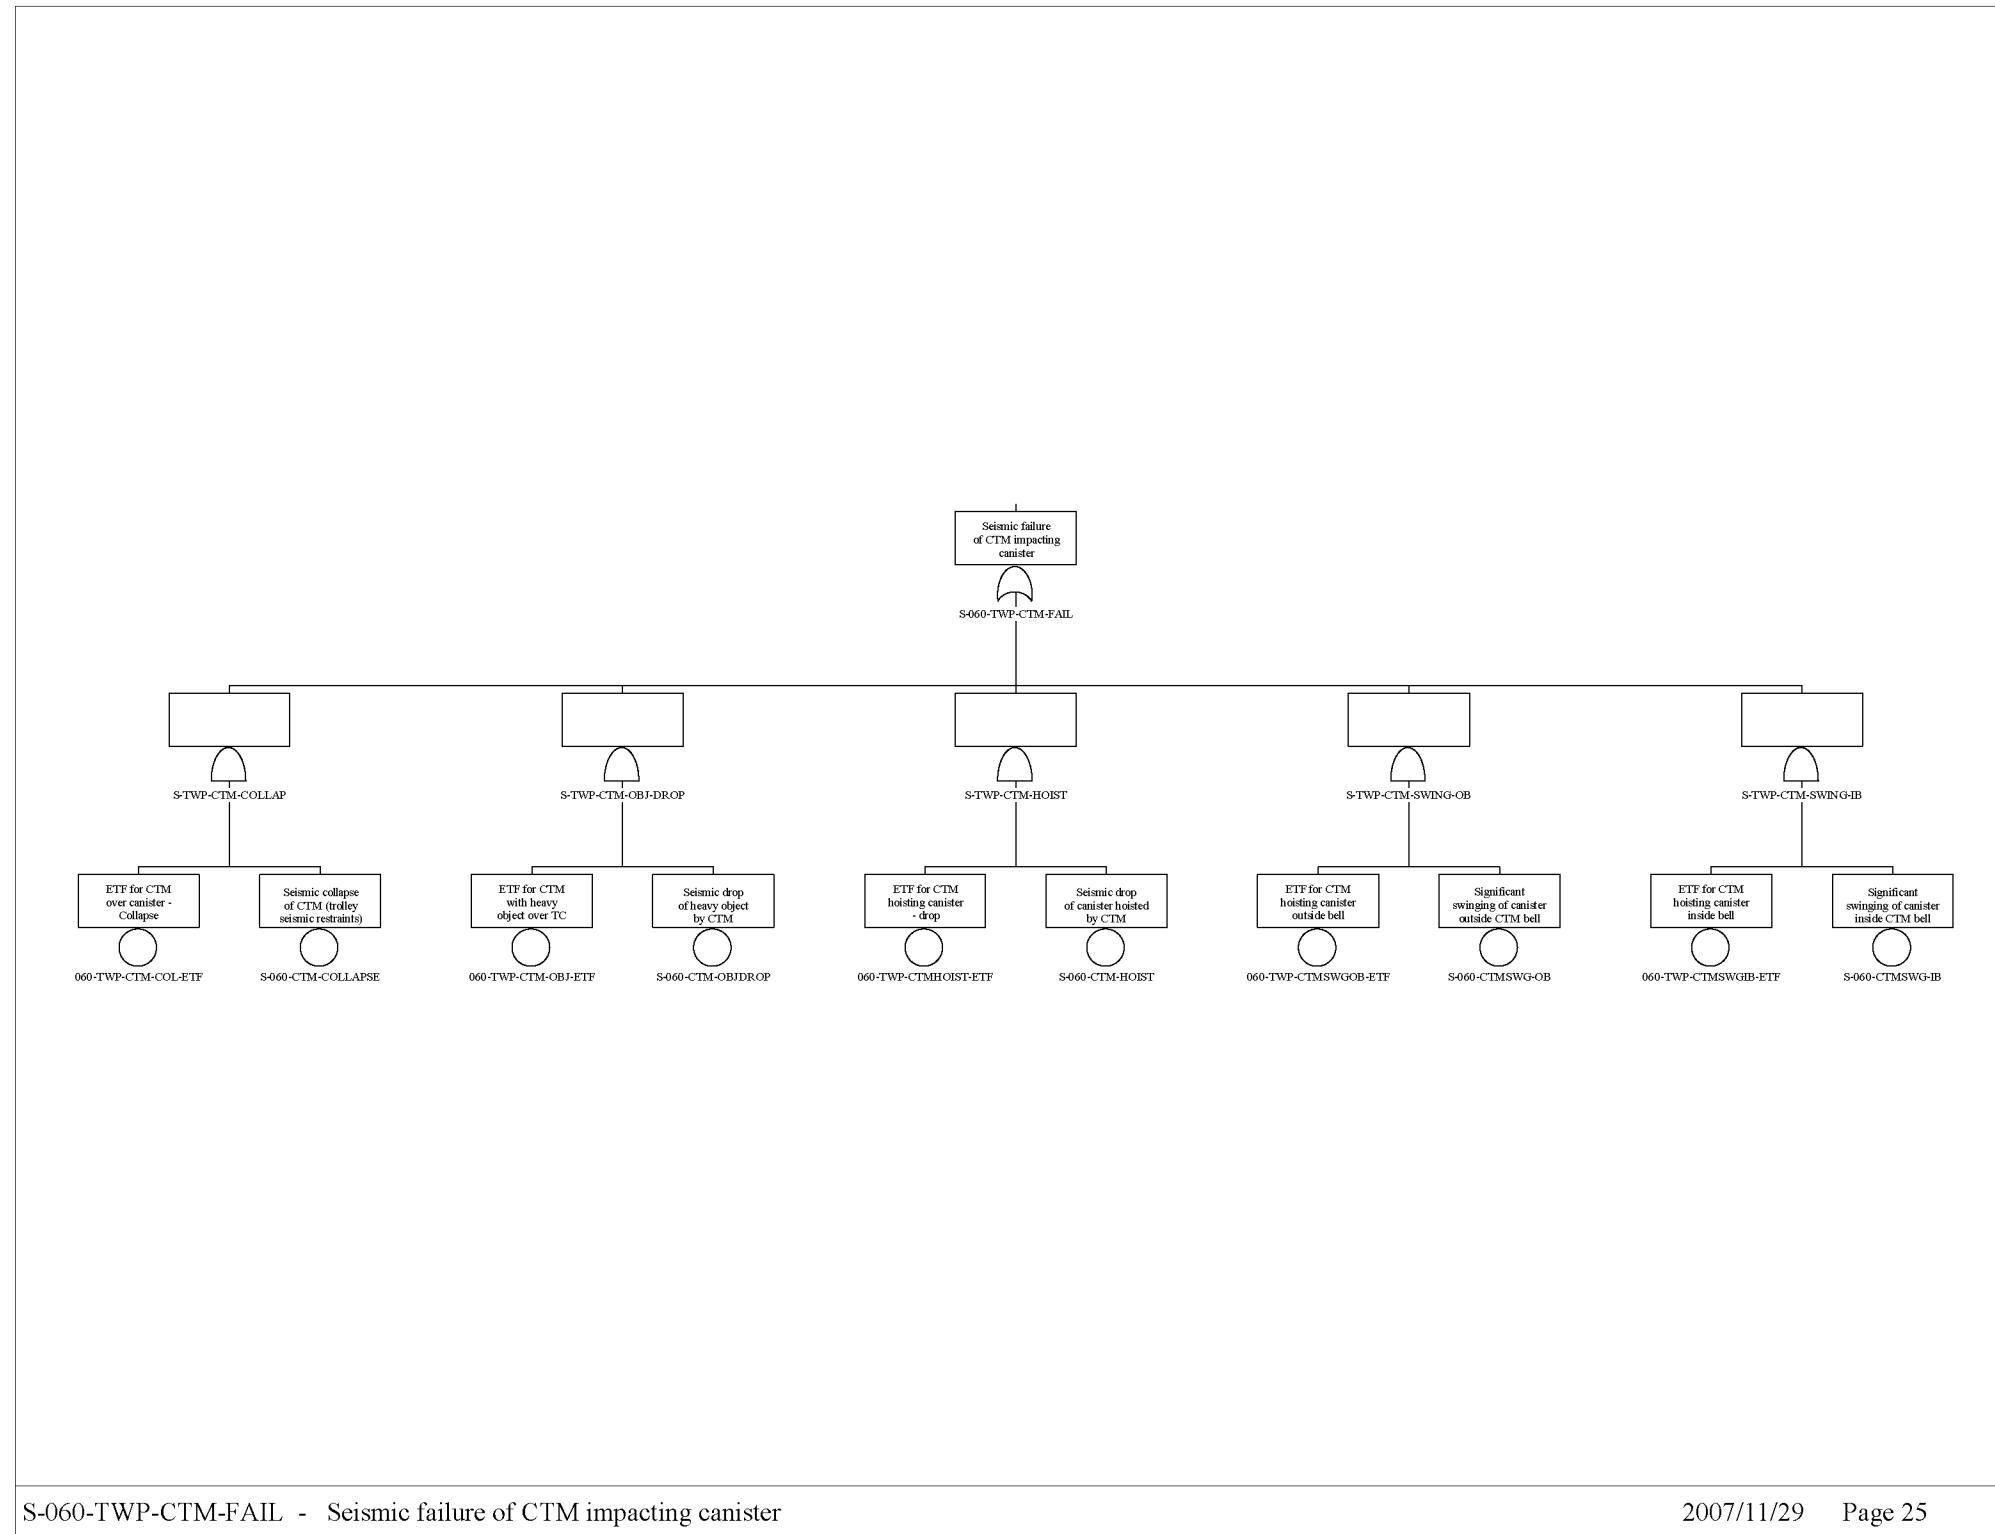 Seismic failure
of CTM impacting
canister
S-060-TWP-CTM-FAIL
S-TWP-CTM-COLLAP
S-TWP-CTM-OBJ-DROP
S-TWP-CTM-HOIST
S-TWP-CTM-SWING-OB
S-TWP-CTM-SWING-IB
ETF for CTM
over canister -
Collapse
Seismic collapse
of CTM (trolley
seismic restraints)
ETF for CTM
with heavy
object over TC
Seismic drop
of heavy object
by CTM
ETF for CTM
hoisting canister
- drop
Seismic drop
of canister hoisted
by CTM
ETF for CTM
hoisting canister
outside bell
Significant
swinging of canister
outside CTM bell
ETF for CTM
hoisting canister
inside bell
Significant
swinging of canister
inside CTM bell
060-TWP-CTM-COL-ETF
S-060-CTM-COLLAPSE
060-TWP-CTM-OBJ-ETF
S-060-CTM-OBJDROP
060-TWP-CTMHOIST-ETF
S-060-CTM-HOIST
060-TWP-CTMSWGOB-ETF
S-060-CTMSWG-OB
060-TWP-CTMSWGIB-ETF
S-060-CTMSWG-IB
S-060-TWP-CTM-FAIL - Seismic failure of CTM impacting canister
2007/11/29 Page 25